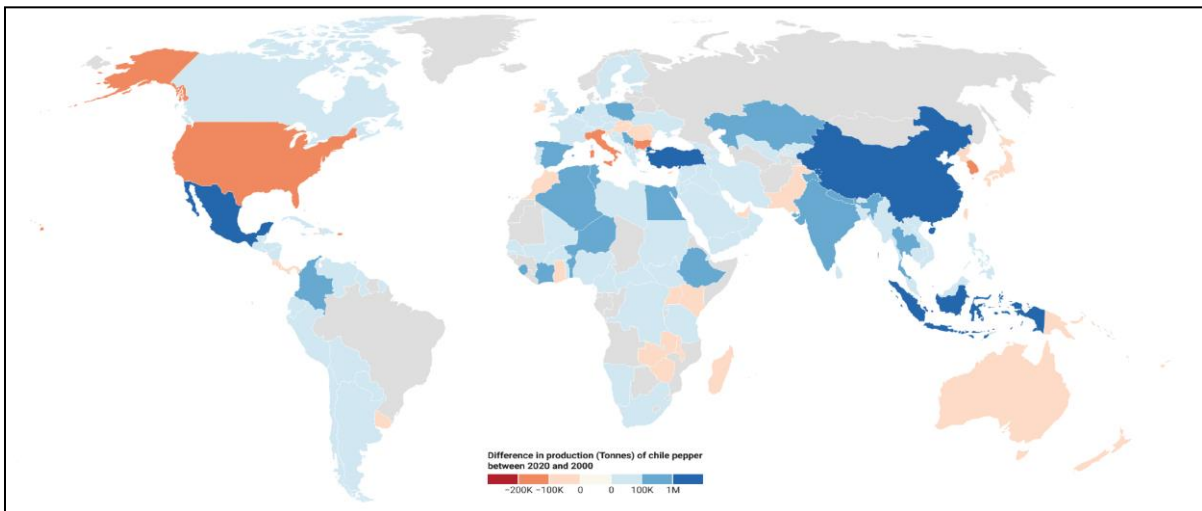 Difference in production (Tonnes) of chile pepper
between 2020 and 2000
−200K −100K 0 0 100K 1M